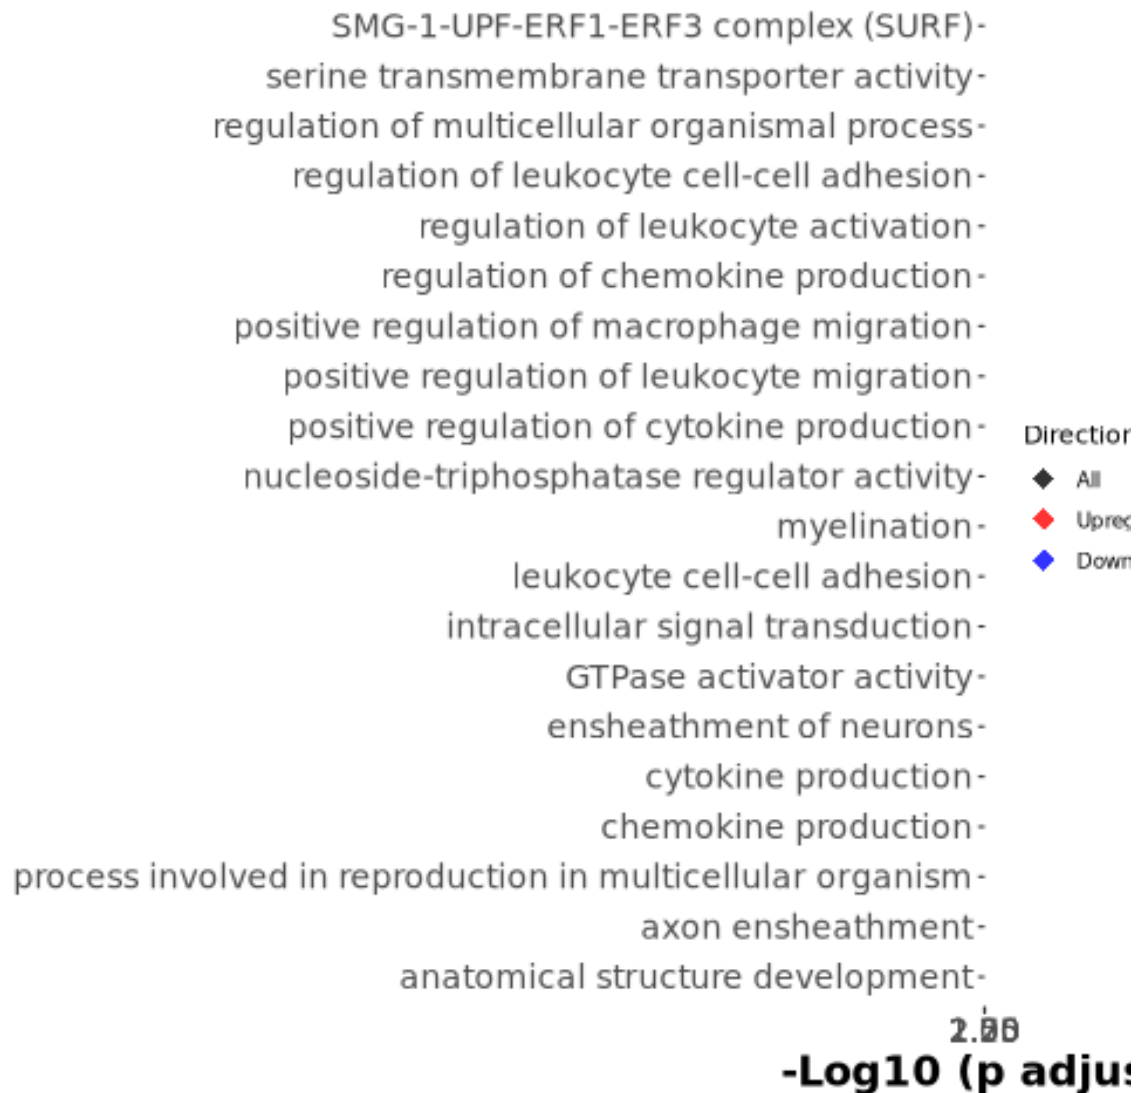 SMG-1-UPF-ERF1-ERF3 complex (SURF)
serine transmembrane transporter activity
regulation of multicellular organismal process
regulation of leukocyte cell-cell adhesion
regulation of leukocyte activation
regulation of chemokine production
positive regulation of macrophage migration
positive regulation of leukocyte migration
positive regulation of cytokine production
nucleoside-triphosphatase regulator activity
myelination
leukocyte cell-cell adhesion
intracellular signal transduction
GTPase activator activity
ensheathment of neurons
cytokine production
chemokine production
process involved in reproduction in multicellular organism
axon ensheathment
anatomical structure development
-Log10 (p adjus
Direction
All
Upreg
Down